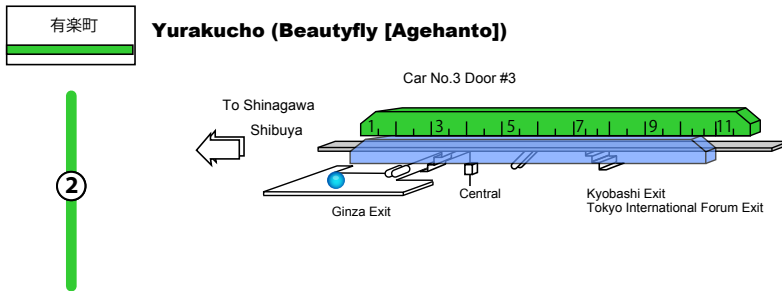 有楽町
Yurakucho (Beautyfly [Agehanto])
Car No.3 Door #3
To Shinagawa
Shibuya
1 3 5 7 9 11
2
Ginza Exit
Central
Kyobashi Exit
Tokyo International Forum Exit